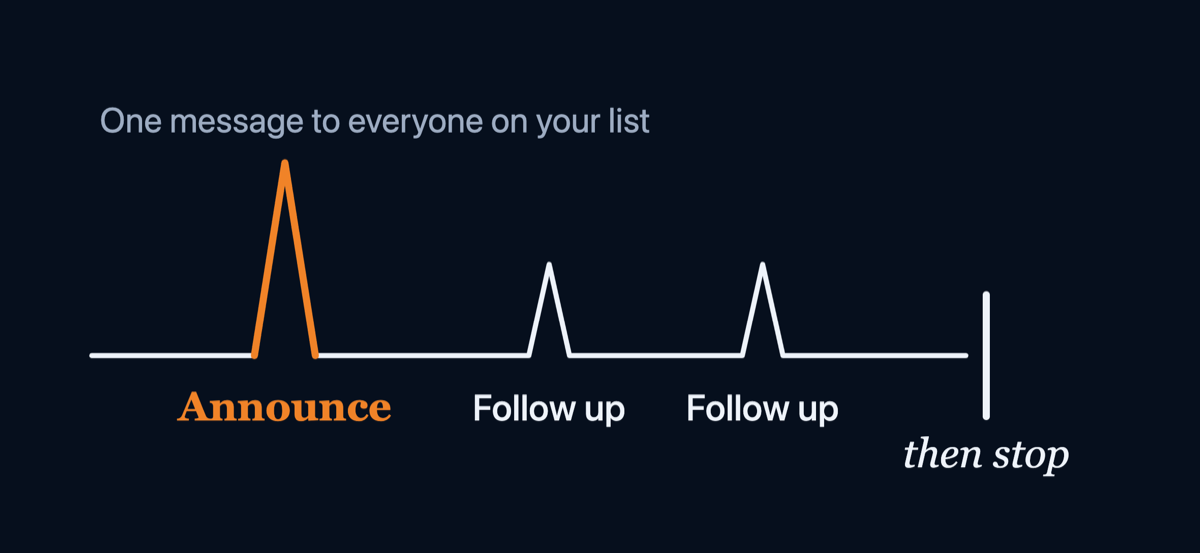 One message to everyone on your list
Announce
Follow up
Follow up
then stop